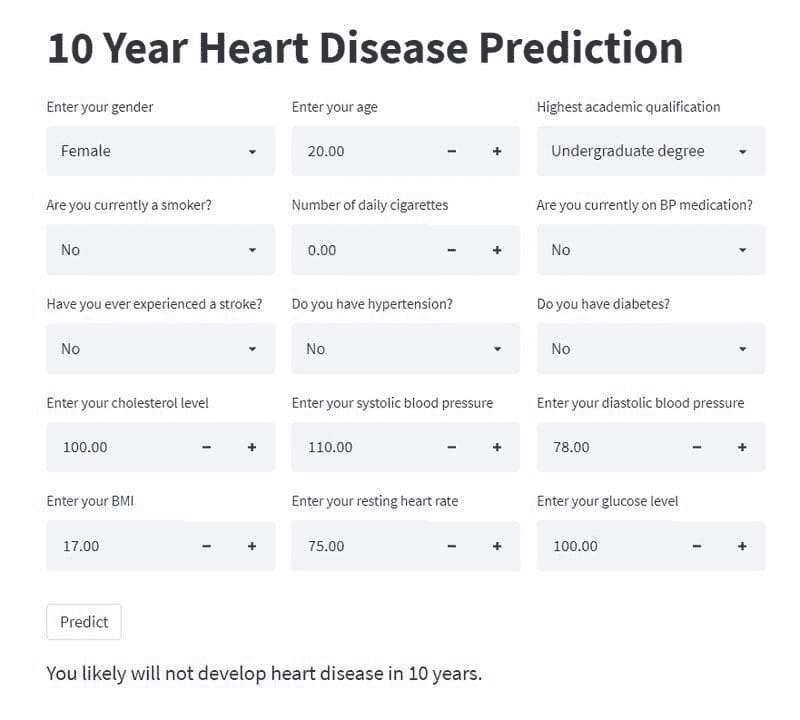 10 Year Heart Disease Prediction
Enter your gender
Enter your age
Highest academic qualification
Female
20.00
Undergraduate degree
Are you currently a smoker?
Number of daily cigarettes
Are you currently on BP medication?
No
0.00
No
Have you ever experienced a stroke?
Do you have hypertension?
Do you have diabetes?
No
No
No
Enter your cholesterol level
Enter your systolic blood pressure
Enter your diastolic blood pressure
100.00
110.00
78.00
Enter your BMI
Enter your resting heart rate
Enter your glucose level
17.00
75.00
100.00
Predict
You likely will not develop heart disease in 10 years.